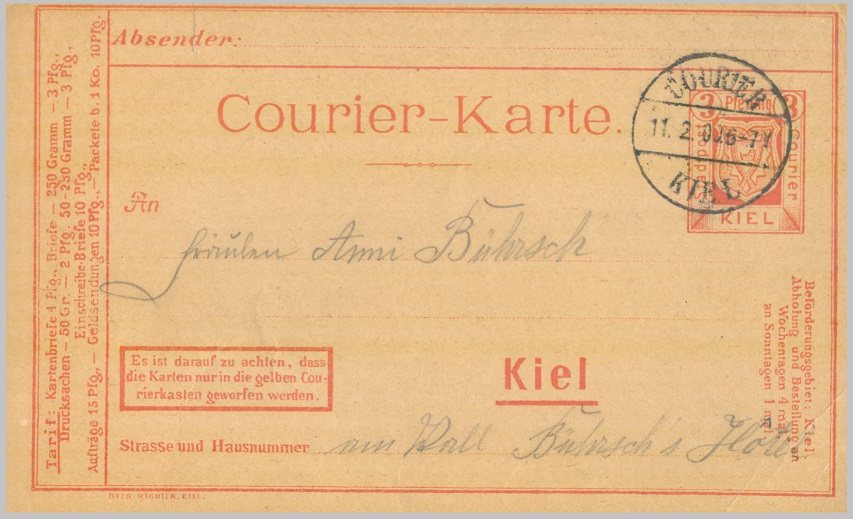 Absender:
Courier-Karte.
COURIER
11. 2. 0
6-7
KIEL
3 Pfennig 3
Courier
KIEL
An
Fräulein Anni Bührsch
Es ist darauf zu achten, dass
die Karten nur in die gelben Cou-
rierkasten geworfen werden.
Kiel
Strasse und Hausnummer am Wall Bührsch's Hotel
Tarif: Kartenbriefe 4 Pfg., Briefe — 250 Gramm — 3 Pfg.,
Drucksachen — 50 Gr. — 2 Pfg. 50-250 Gramm — 3 Pfg.,
Einschreibe-Briefe 10 Pfg.,
Aufträge 15 Pfg., — Geldsendungen 10 Pfg., — Packete b. 1 Ko. 10 Pfg.
Beförderungsgebiet: Kiel.
Abholung und Bestellung an
Wochentagen 4 mal
an Sonntagen 1 mal